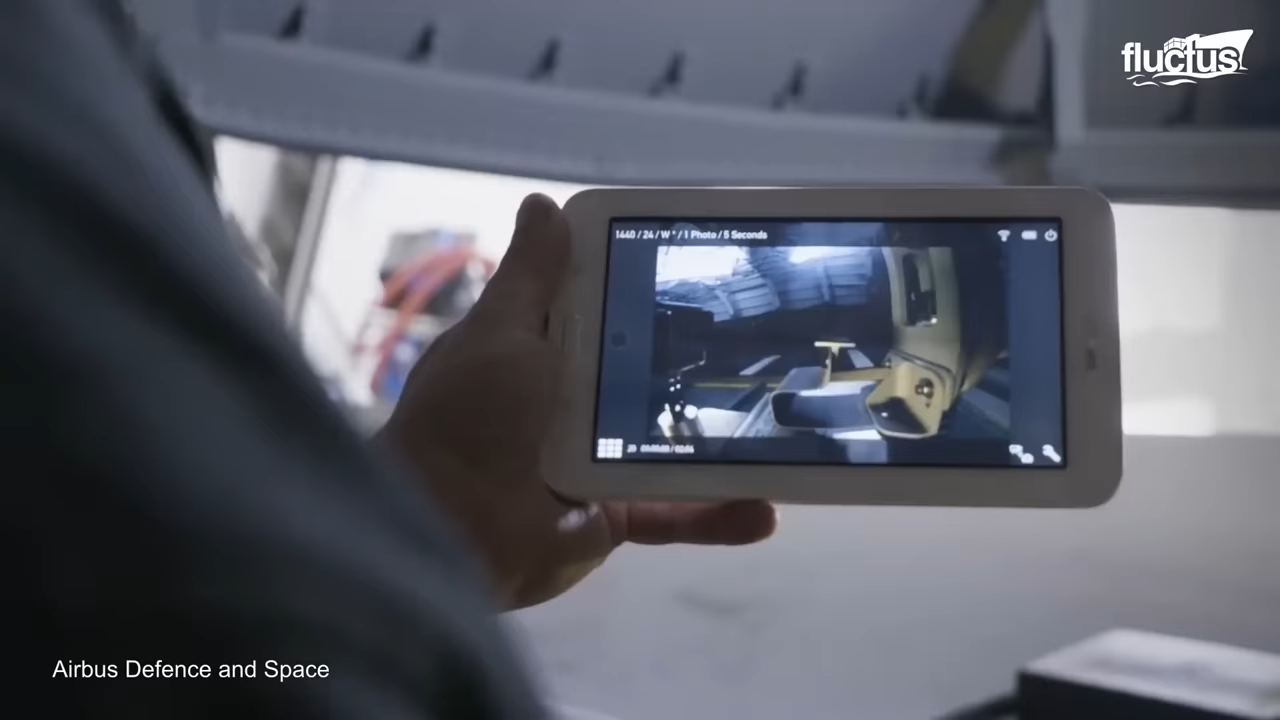 fluctus
1440 / 24 / W * / 1 Photo / 5 Seconds
Airbus Defence and Space